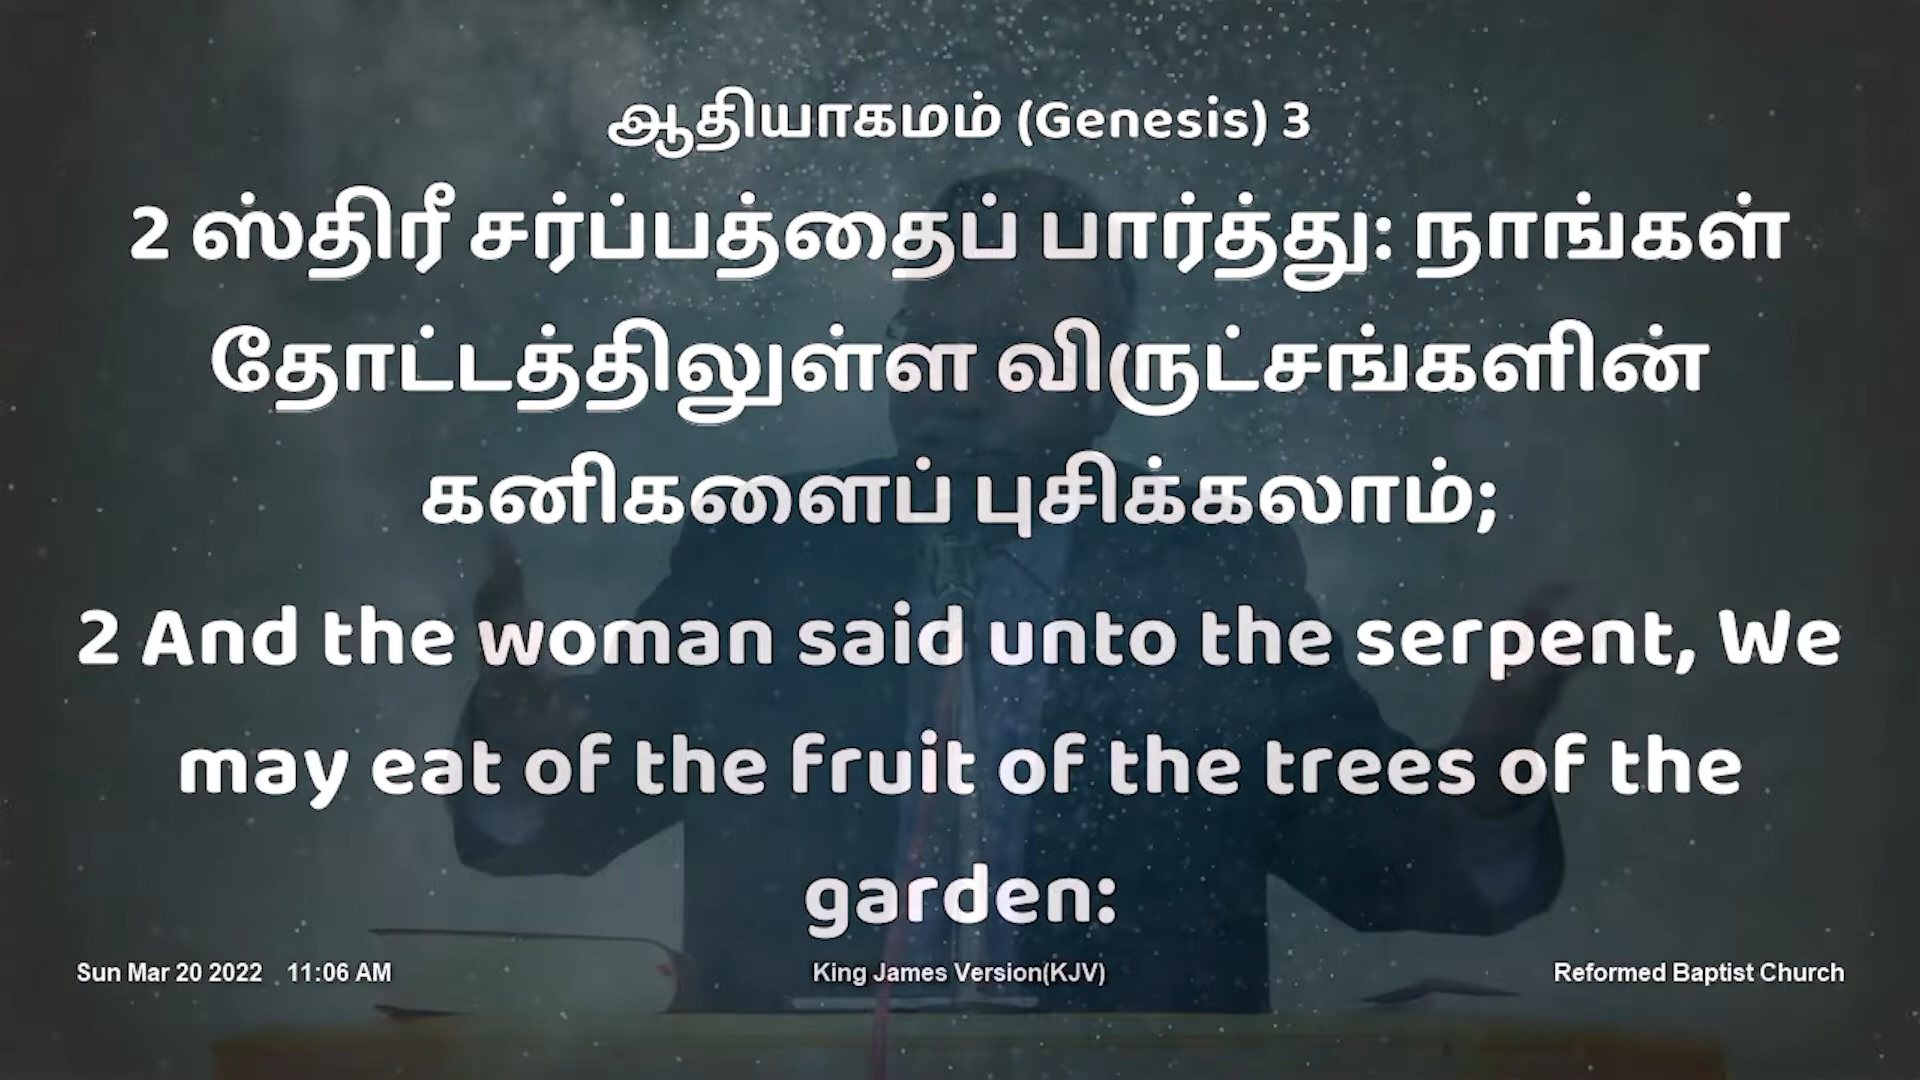 ஆதியாகமம் (Genesis) 3
2 ஸ்திரீ சர்ப்பத்தைப் பார்த்து: நாங்கள்
தோட்டத்திலுள்ள விருட்சங்களின்
கனிகளைப் புசிக்கலாம்;
2 And the woman said unto the serpent, We
may eat of the fruit of the trees of the
garden:
Sun Mar 20 2022 11:06 AM
King James Version(KJV)
Reformed Baptist Church